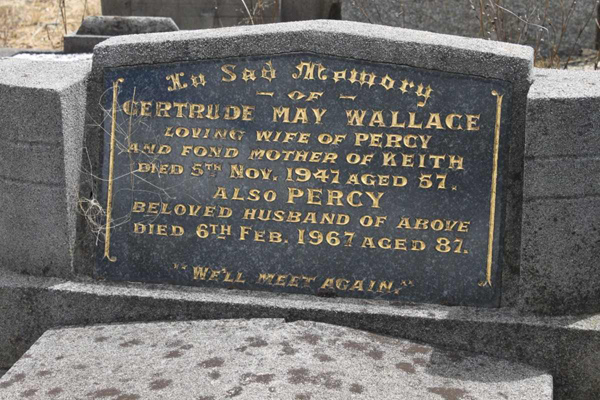 In Sad Memory
– OF –
GERTRUDE MAY WALLACE
LOVING WIFE OF PERCY
AND FOND MOTHER OF KEITH
DIED 5TH NOV. 1947 AGED 57.
ALSO PERCY
BELOVED HUSBAND OF ABOVE
DIED 6TH FEB. 1967 AGED 87.
"WE'LL MEET AGAIN."